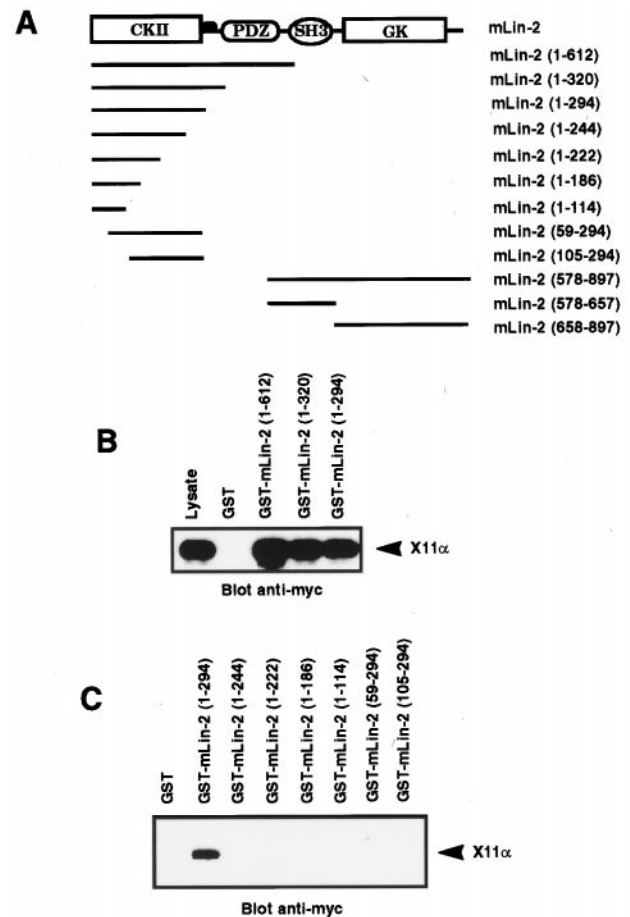 A
CKII PDZ SH3 GK mLin-2
mLin-2 (1-612)
mLin-2 (1-320)
mLin-2 (1-294)
mLin-2 (1-244)
mLin-2 (1-222)
mLin-2 (1-186)
mLin-2 (1-114)
mLin-2 (59-294)
mLin-2 (105-294)
mLin-2 (578-897)
mLin-2 (578-657)
mLin-2 (658-897)
B
Lysate
GST
GST-mLin-2 (1-612)
GST-mLin-2 (1-320)
GST-mLin-2 (1-294)
X11α
Blot anti-myc
C
GST
GST-mLin-2 (1-294)
GST-mLin-2 (1-244)
GST-mLin-2 (1-222)
GST-mLin-2 (1-186)
GST-mLin-2 (1-114)
GST-mLin-2 (59-294)
GST-mLin-2 (105-294)
X11α
Blot anti-myc